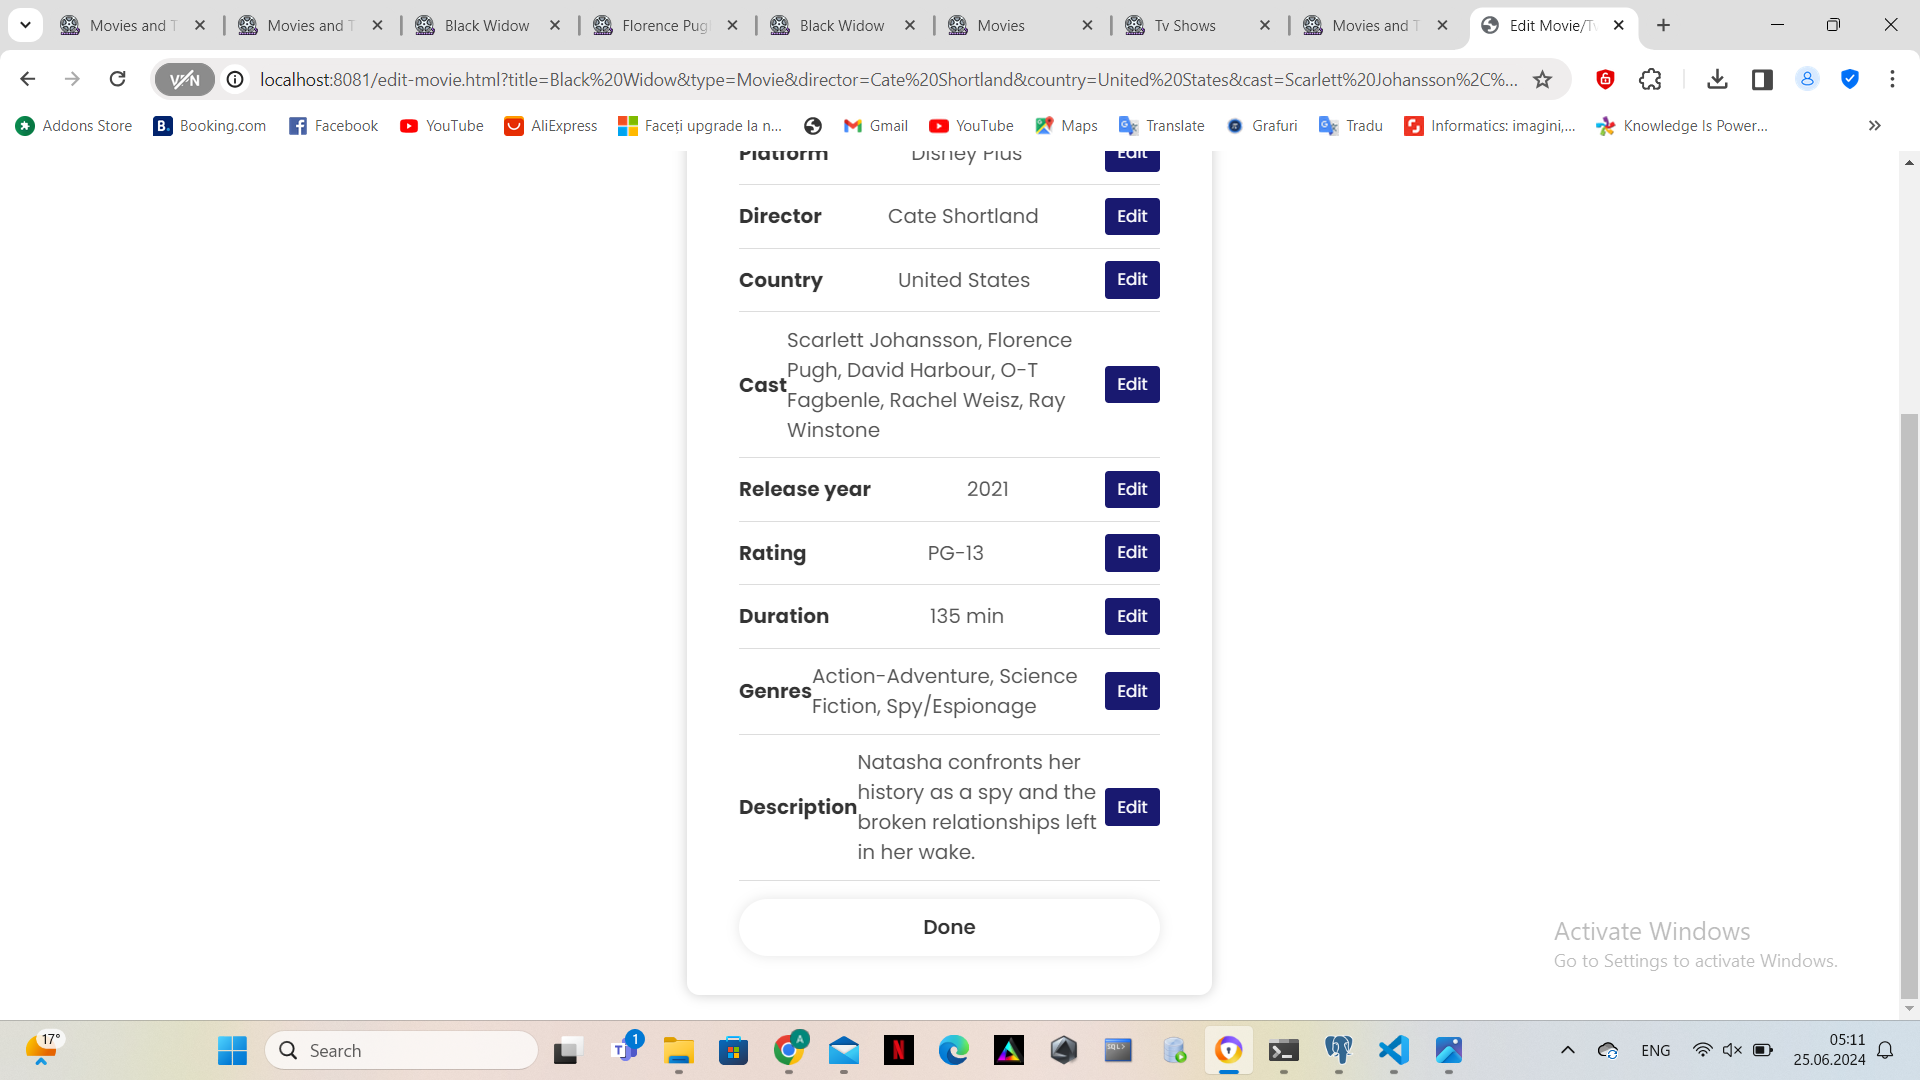 Movies and T
Movies and T
Black Widow
Florence Pug
Black Widow
Movies
Tv Shows
Movies and T
Edit Movie/Tv
VPN
localhost:8081/edit-movie.html?title=Black%20Widow&type=Movie&director=Cate%20Shortland&country=United%20States&cast=Scarlett%20Johansson%2C%...
Addons Store
B. Booking.com
Facebook
YouTube
AliExpress
Faceți upgrade la n...
Gmail
YouTube
Maps
Translate
Grafuri
Tradu
Informatics: imagini,...
Knowledge Is Power...
Platform Disney Plus Edit
Director Cate Shortland Edit
Country United States Edit
Scarlett Johansson, Florence
Pugh, David Harbour, O-T
Cast Edit
Fagbenle, Rachel Weisz, Ray
Winstone
Release year 2021 Edit
Rating PG-13 Edit
Duration 135 min Edit
Action-Adventure, Science
Genres Edit
Fiction, Spy/Espionage
Natasha confronts her
history as a spy and the
Description Edit
broken relationships left
in her wake.
Done
Activate Windows
Go to Settings to activate Windows.
17°
Search
1
A
N
SQL>
ENG
05:11
25.06.2024